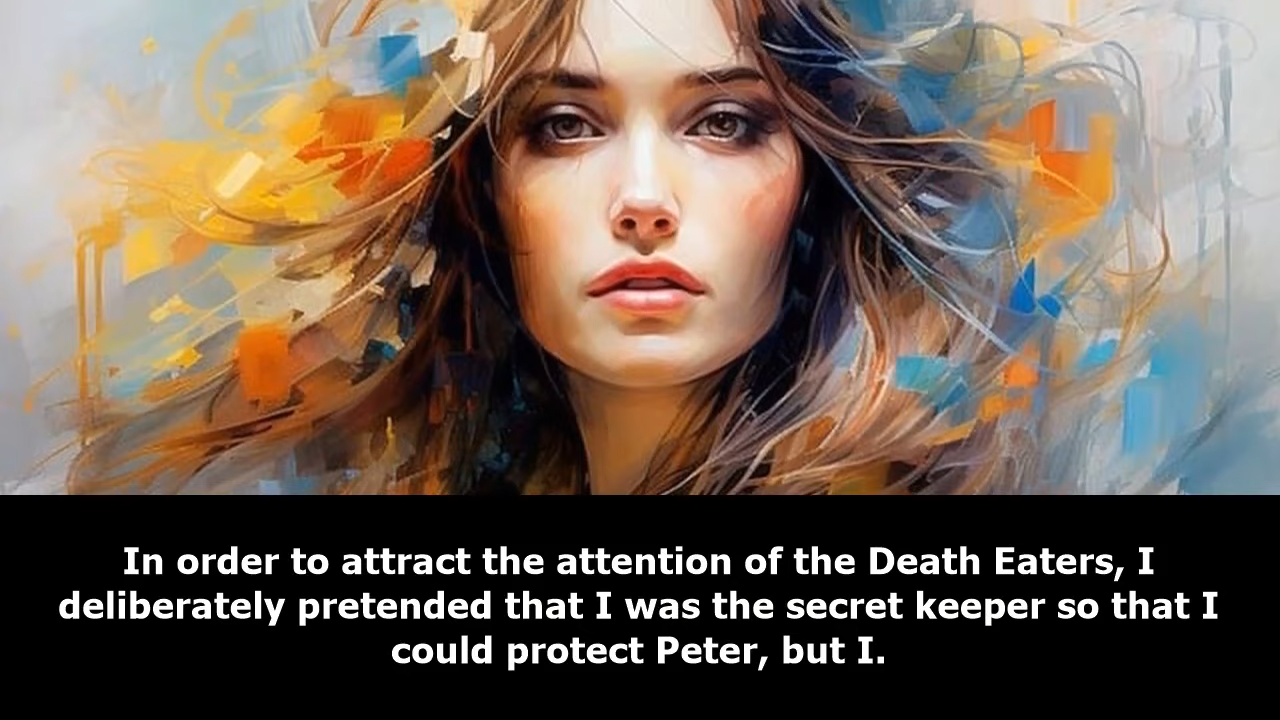 In order to attract the attention of the Death Eaters, I
deliberately pretended that I was the secret keeper so that I
could protect Peter, but I.